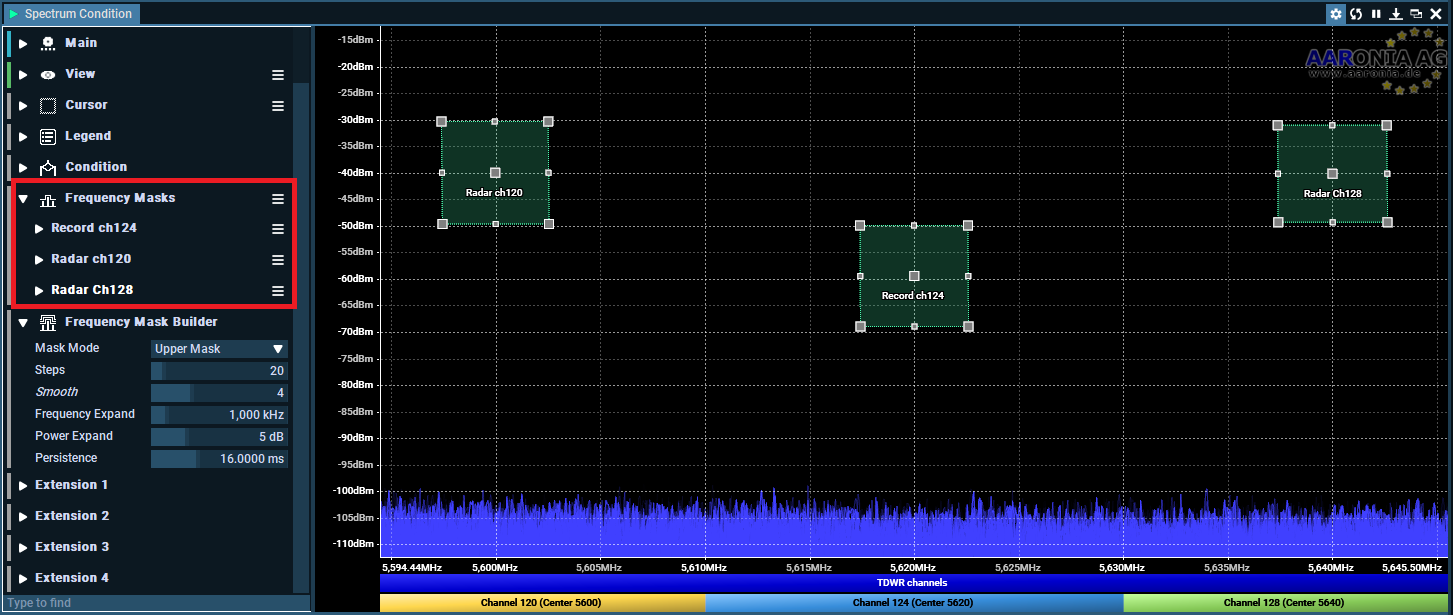 Spectrum Condition
Main
View
Cursor
Legend
Condition
Frequency Masks
Record ch124
Radar ch120
Radar Ch128
Frequency Mask Builder
Mask Mode Upper Mask
Steps 20
Smooth 4
Frequency Expand 1,000 kHz
Power Expand 5 dB
Persistence 16.0000 ms
Extension 1
Extension 2
Extension 3
Extension 4
Type to find
-15dBm
-20dBm
-25dBm
-30dBm
-35dBm
-40dBm
-45dBm
-50dBm
-55dBm
-60dBm
-65dBm
-70dBm
-75dBm
-80dBm
-85dBm
-90dBm
-95dBm
-100dBm
-105dBm
-110dBm
AARONIA AG
www.aaronia.de
Radar ch120
Radar Ch128
Record ch124
5,594.44MHz 5,600MHz 5,605MHz 5,610MHz 5,615MHz 5,620MHz 5,625MHz 5,630MHz 5,635MHz 5,640MHz 5,645.50MHz
TDWR channels
Channel 120 (Center 5600) Channel 124 (Center 5620) Channel 128 (Center 5640)